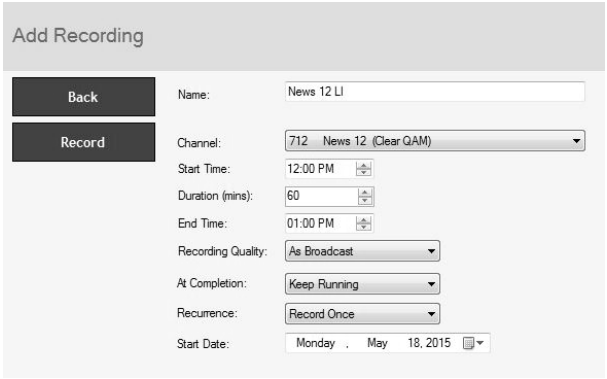 Add Recording
Back
Name: News 12 LI
Record
Channel: 712 News 12 (Clear QAM)
Start Time: 12:00 PM
Duration (mins): 60
End Time: 01:00 PM
Recording Quality: As Broadcast
At Completion: Keep Running
Recurrence: Record Once
Start Date: Monday , May 18, 2015